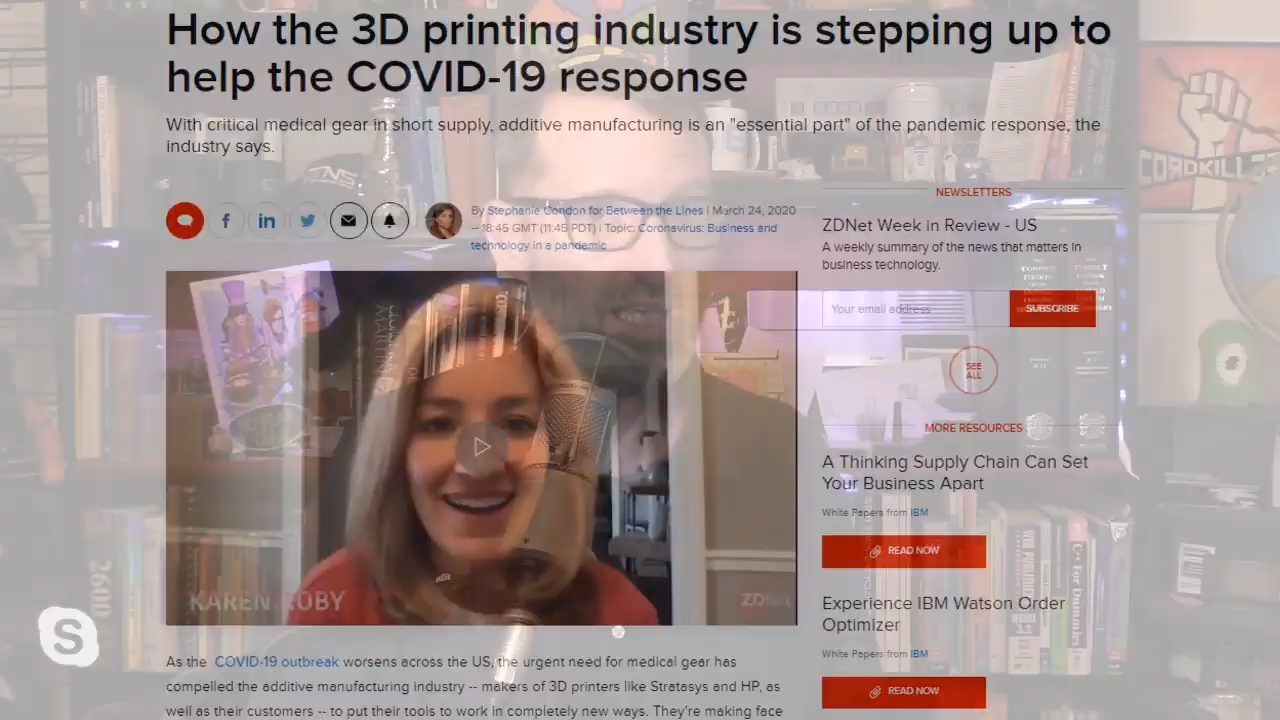 How the 3D printing industry is stepping up to
help the COVID-19 response
With critical medical gear in short supply, additive manufacturing is an "essential part" of the pandemic response, the
industry says.
By Stephanie Condon for Between the Lines | March 24, 2020
-- 18:45 GMT (11:45 PDT) | Topic: Coronavirus: Business and
technology in a pandemic
KAREN ROBY
ZDNet
As the COVID-19 outbreak worsens across the US, the urgent need for medical gear has
compelled the additive manufacturing industry -- makers of 3D printers like Stratasys and HP, as
well as their customers -- to put their tools to work in completely new ways. They're making face
NEWSLETTERS
ZDNet Week in Review - US
A weekly summary of the news that matters in
business technology.
Your email address
SUBSCRIBE
SEE
ALL
MORE RESOURCES
A Thinking Supply Chain Can Set
Your Business Apart
White Papers from IBM
READ NOW
Experience IBM Watson Order
Optimizer
White Papers from IBM
READ NOW
CORDKILLE
2600
C++ For Dummies
S